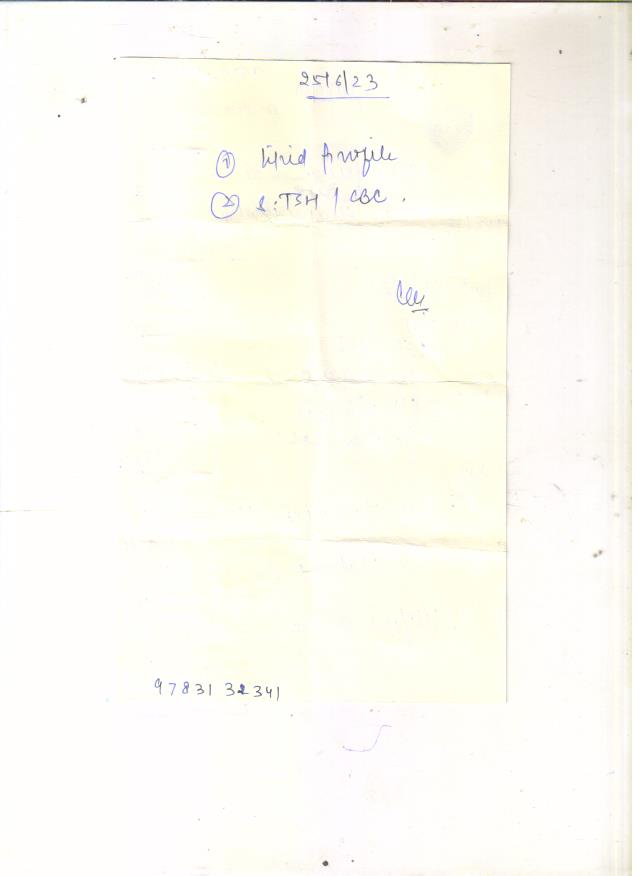 25/6/23
① Lipid profile
② S.TSH / CBC.
97831 32341